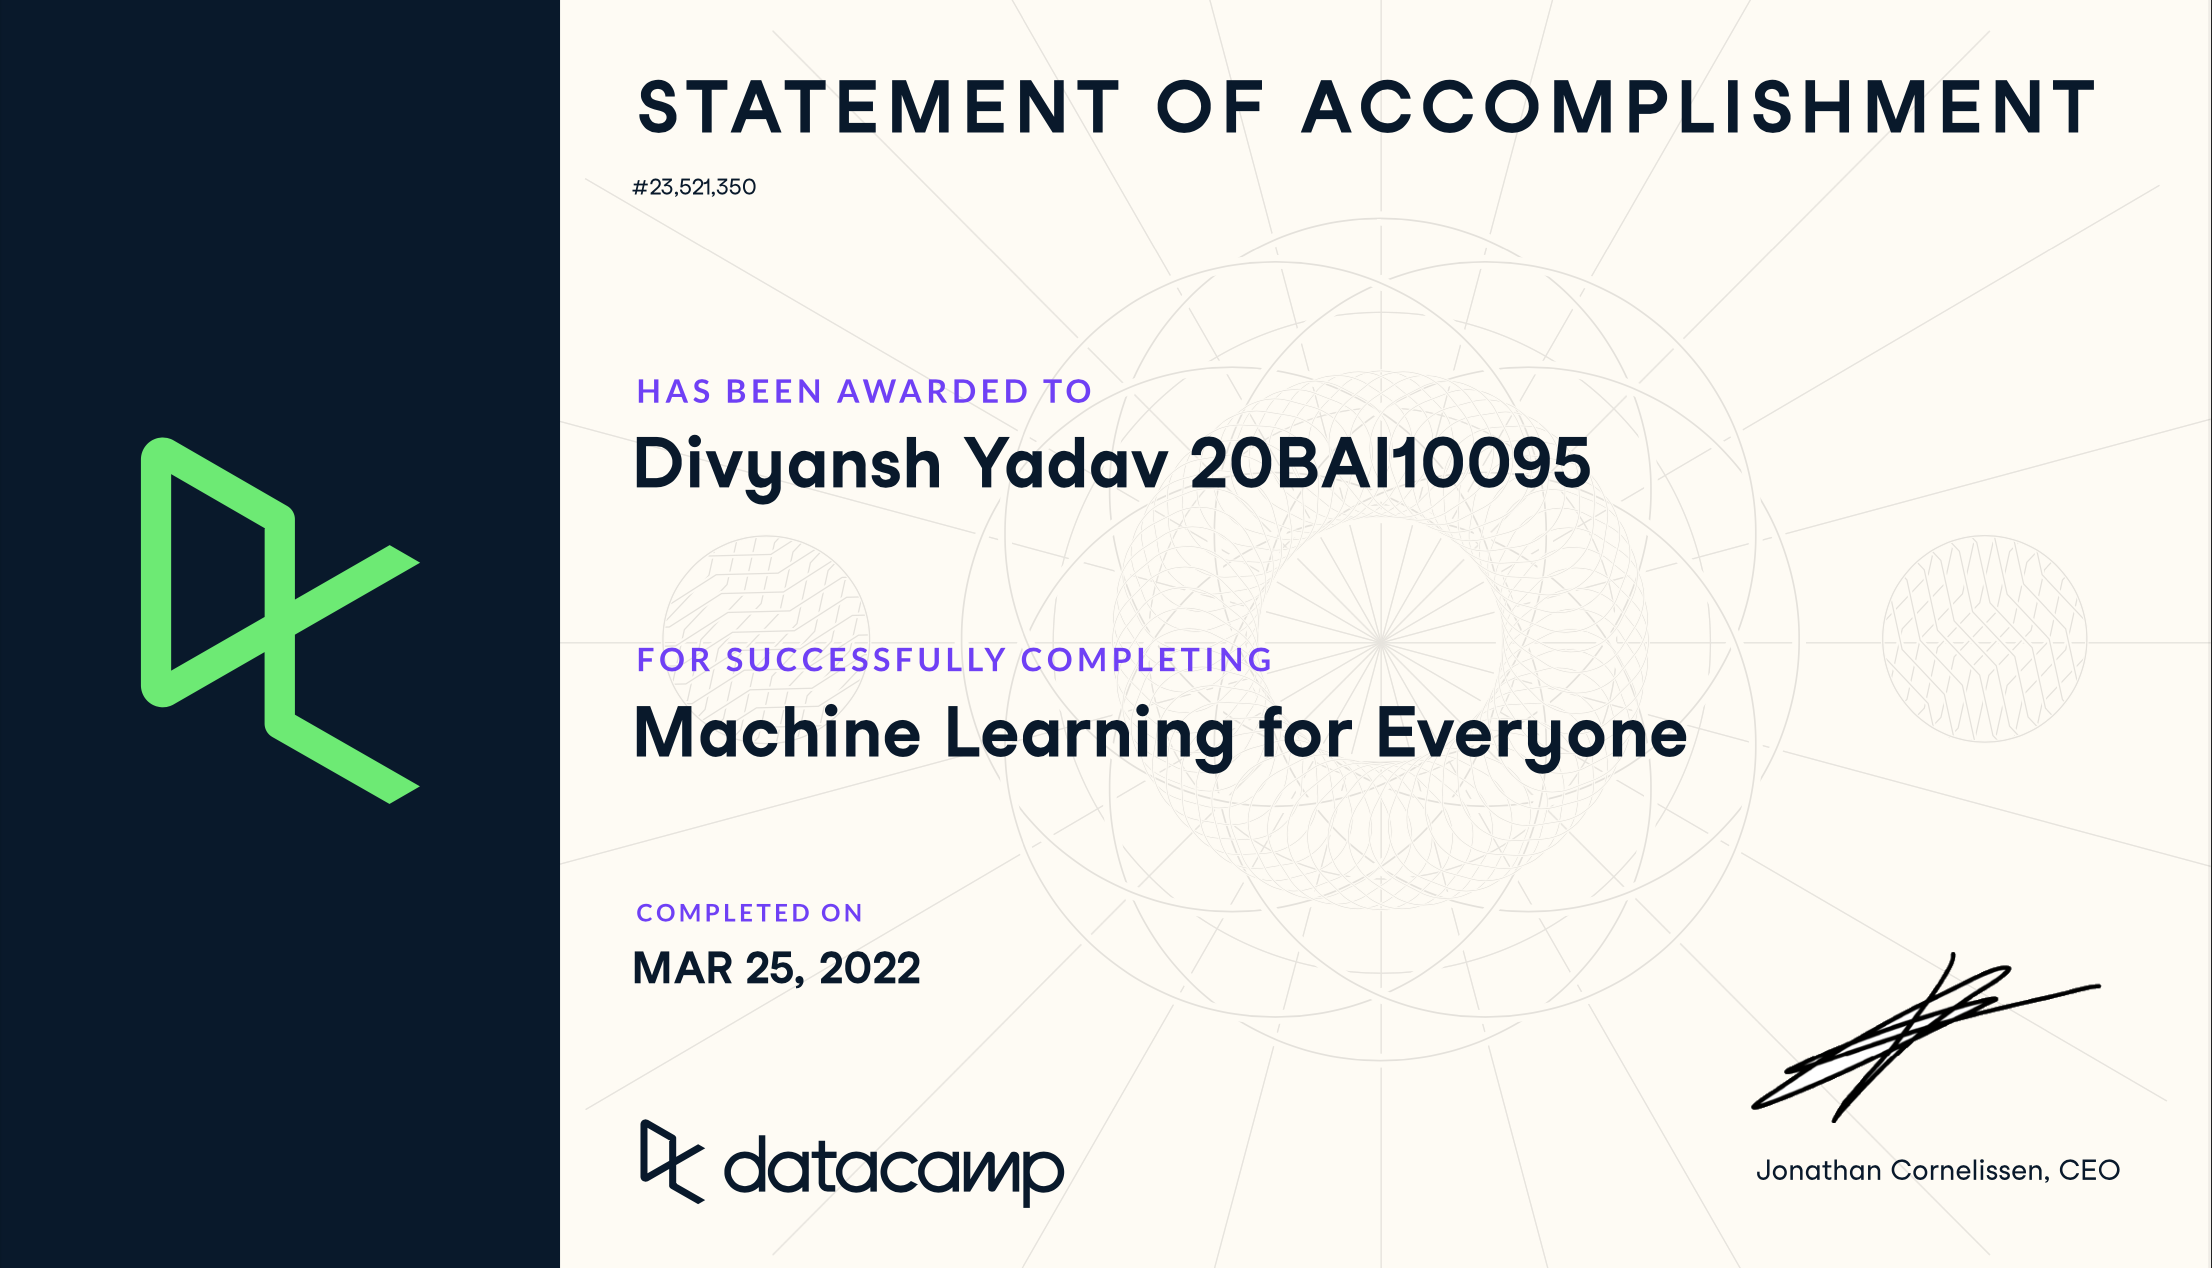 STATEMENT OF ACCOMPLISHMENT
#23,521,350
HAS BEEN AWARDED TO
Divyansh Yadav 20BAI10095
FOR SUCCESSFULLY COMPLETING
Machine Learning for Everyone
COMPLETED ON
MAR 25, 2022
datacamp
Jonathan Cornelissen, CEO